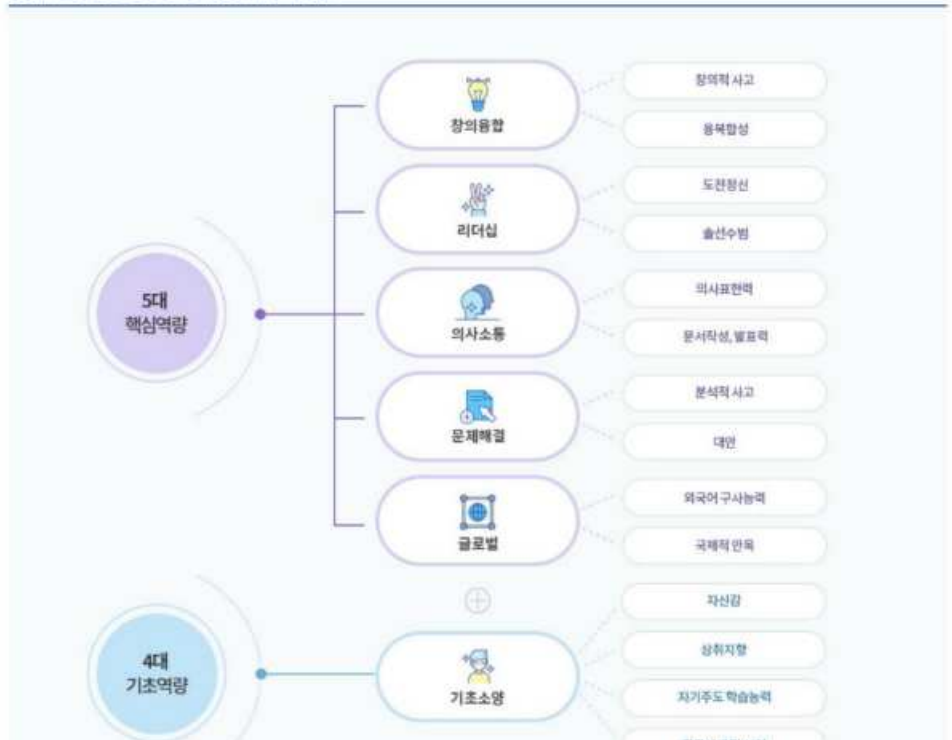 5대
핵심역량
창의융합
창의적 사고
융복합성
리더십
도전정신
솔선수범
의사소통
의사표현력
문서작성, 발표력
문제해결
분석적 사고
대안
글로벌
외국어 구사능력
국제적 안목
4대
기초역량
기초소양
자신감
성취지향
자기주도 학습능력